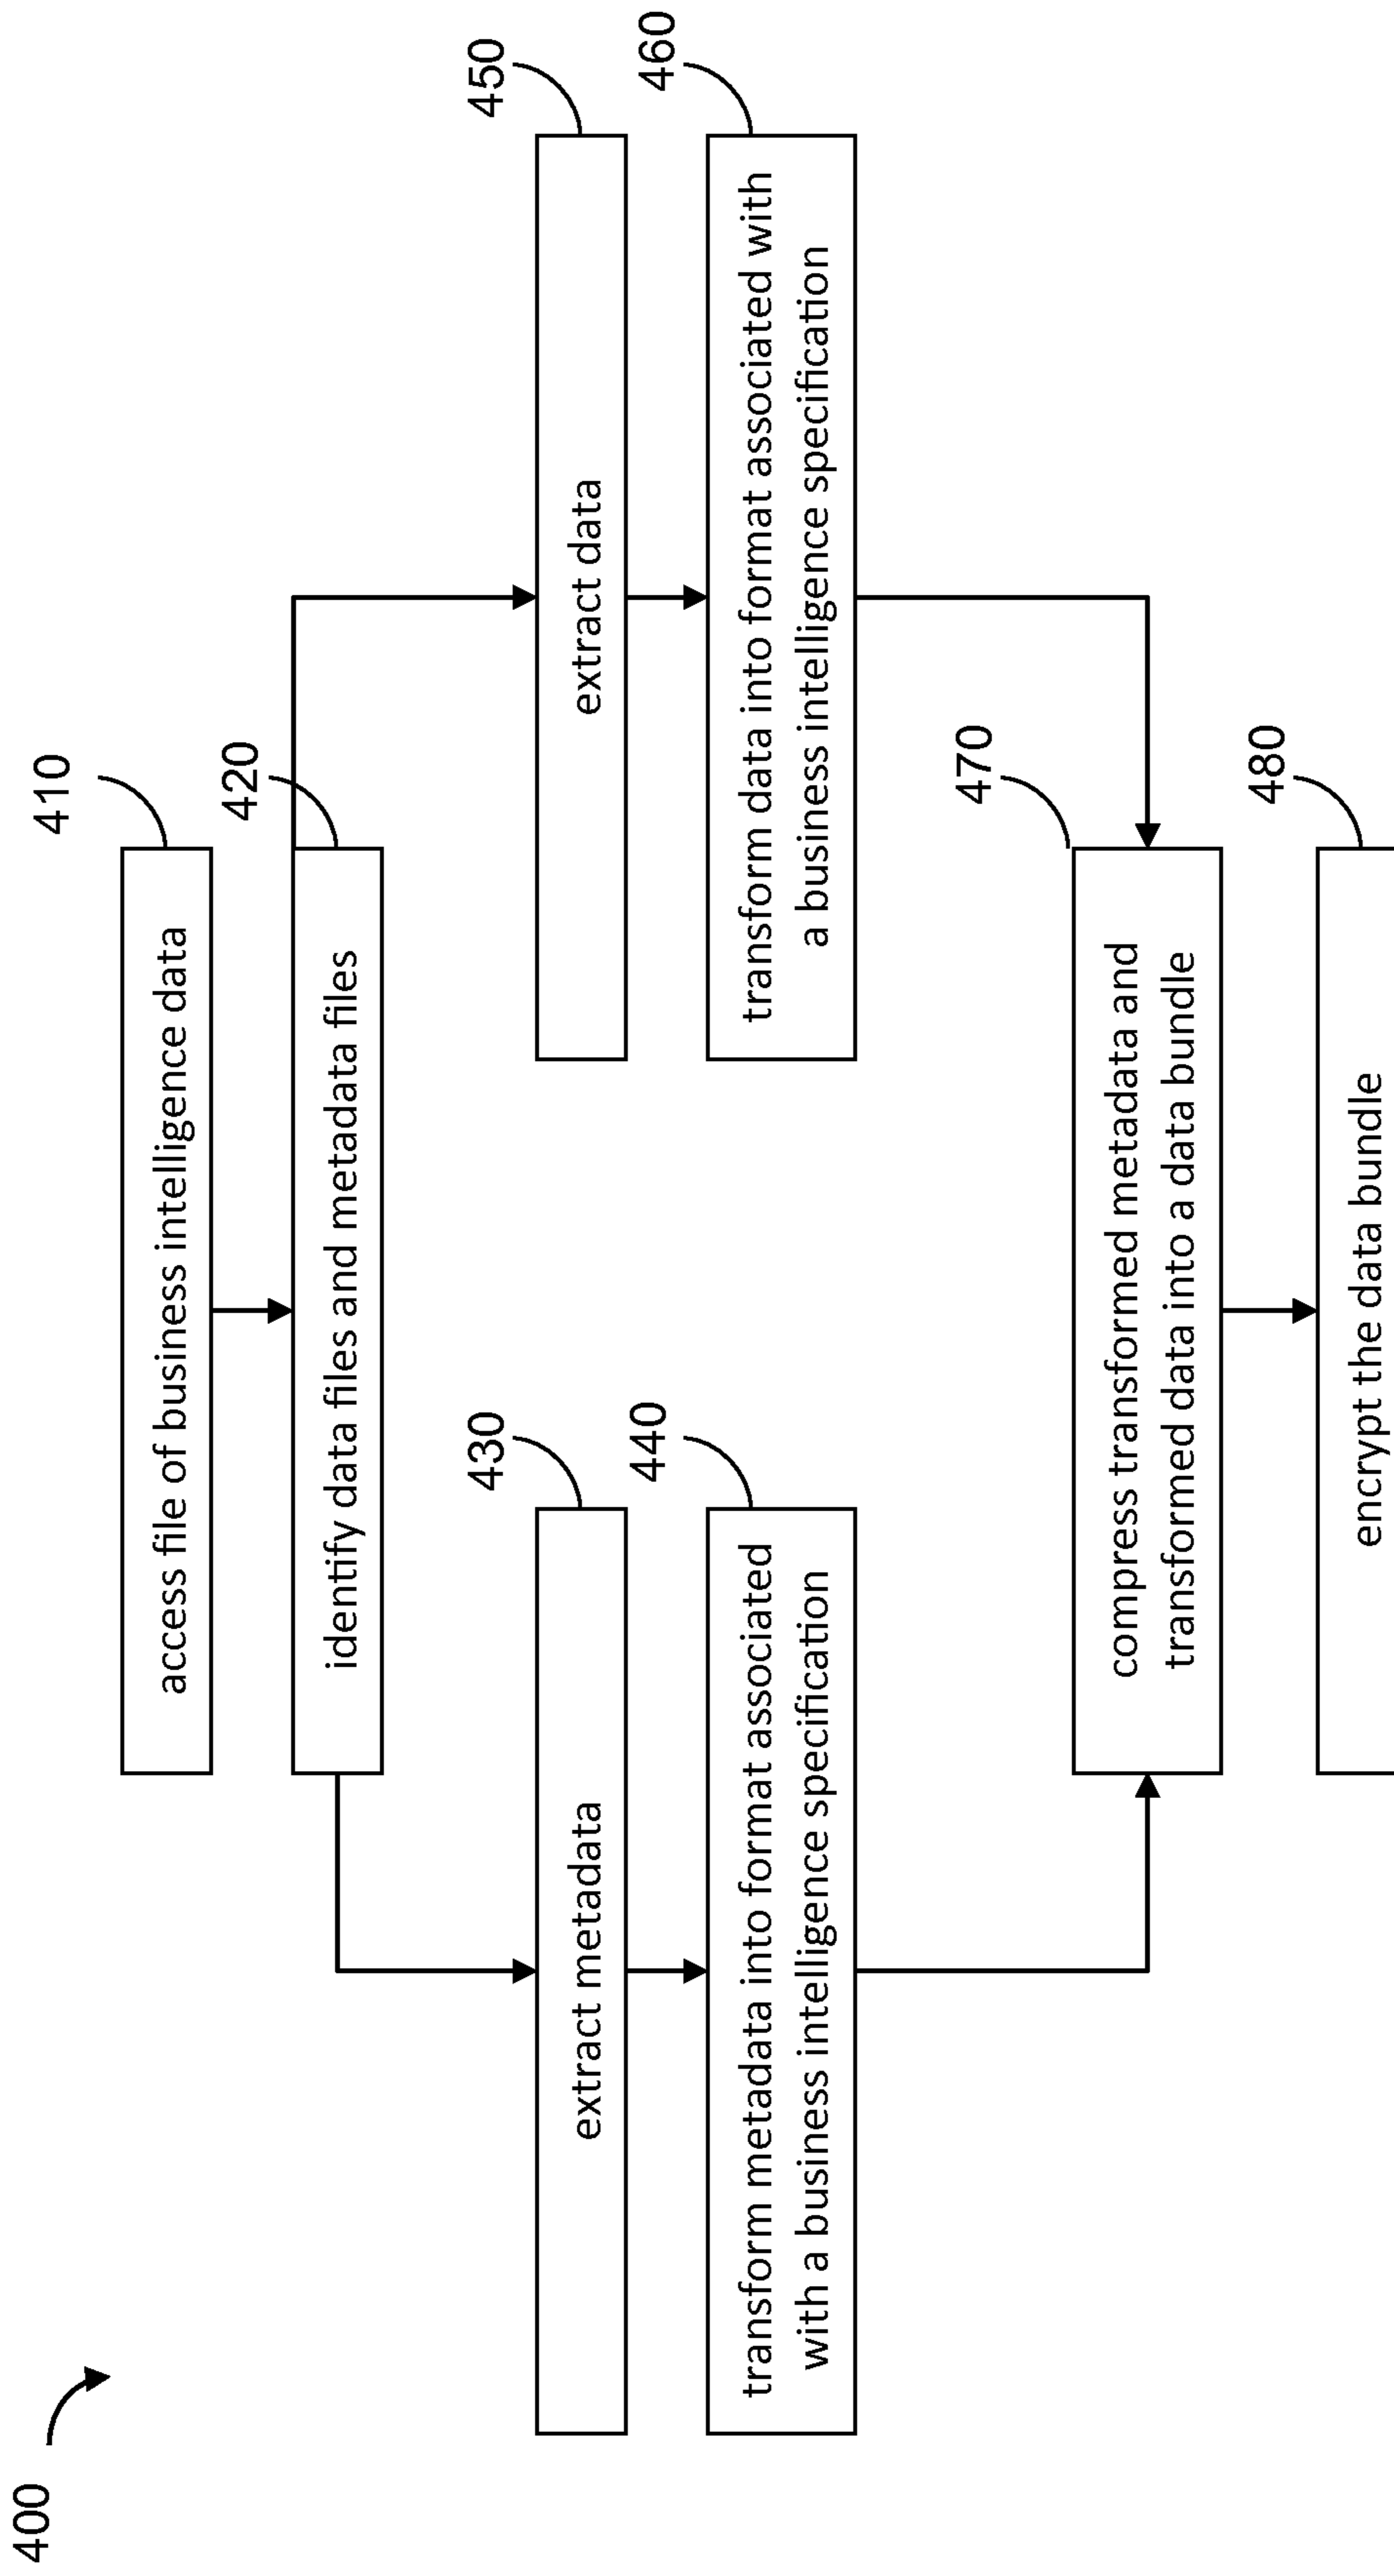 400
410
access file of business intelligence data
420
identify data files and metadata files
430
extract metadata
440
transform metadata into format associated
with a business intelligence specification
450
extract data
460
transform data into format associated with
a business intelligence specification
470
compress transformed metadata and
transformed data into a data bundle
480
encrypt the data bundle